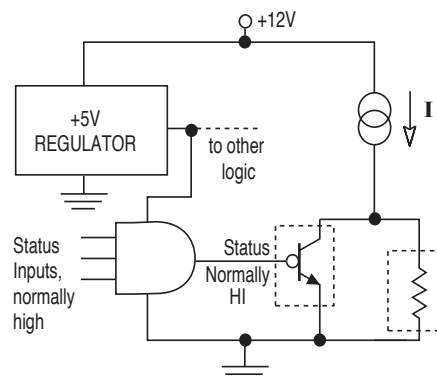 +12V
+5V
REGULATOR
I
to other
logic
Status
Inputs,
normally
high
Status
Normally
HI